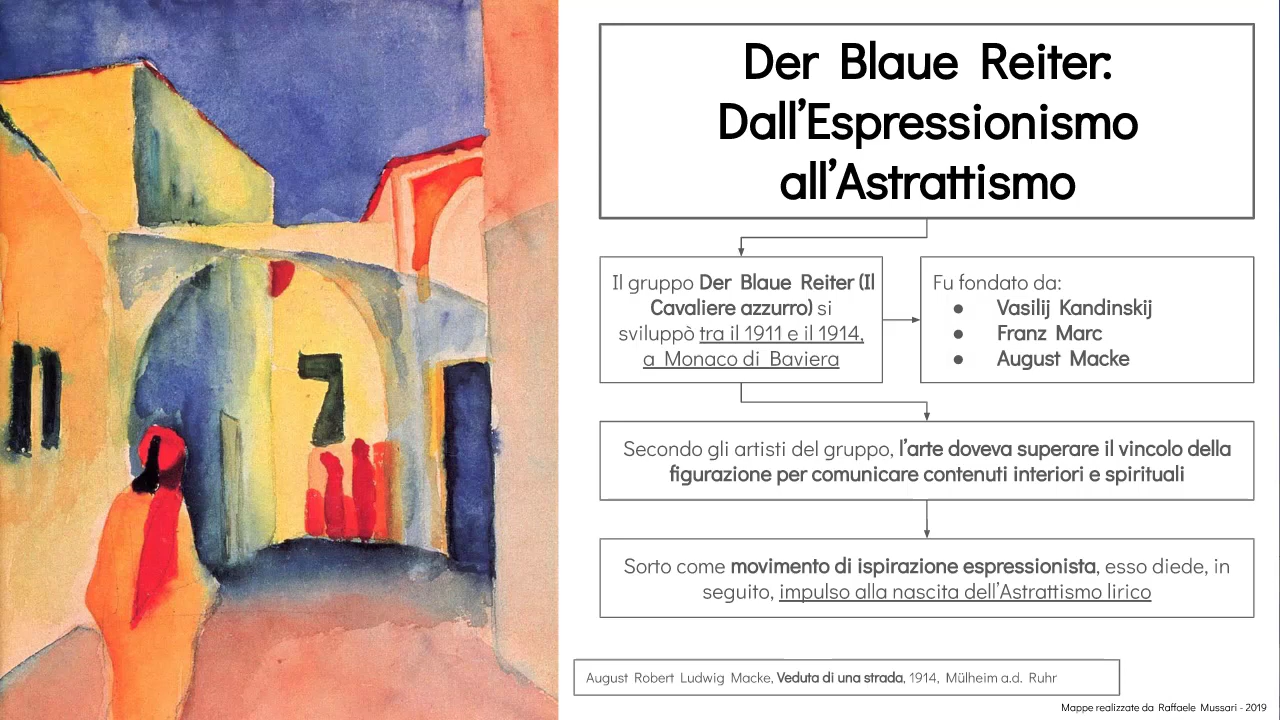 Der Blaue Reiter:
Dall’Espressionismo
all’Astrattismo
Il gruppo Der Blaue Reiter (Il
Cavaliere azzurro) si
sviluppò tra il 1911 e il 1914,
a Monaco di Baviera
Fu fondato da:
● Vasilij Kandinskij
● Franz Marc
● August Macke
Secondo gli artisti del gruppo, l’arte doveva superare il vincolo della
figurazione per comunicare contenuti interiori e spirituali
Sorto come movimento di ispirazione espressionista, esso diede, in
seguito, impulso alla nascita dell’Astrattismo lirico
August Robert Ludwig Macke, Veduta di una strada, 1914, Mülheim a.d. Ruhr
Mappe realizzate da Raffaele Mussari - 2019